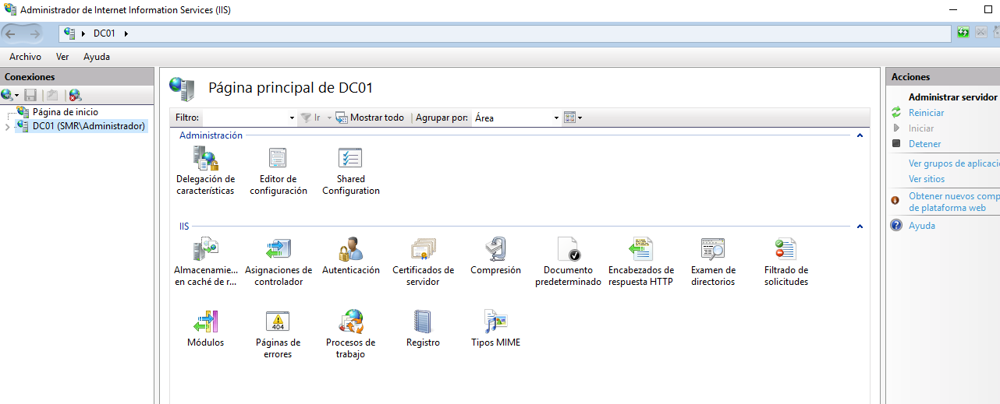 Administrador de Internet Information Services (IIS)
DC01
Archivo Ver Ayuda
Conexiones
Página de inicio
DC01 (SMR\Administrador)
Página principal de DC01
Filtro: Ir Mostrar todo Agrupar por: Área
Administración
Delegación de características
Editor de configuración
Shared Configuration
IIS
Almacenamie... en caché de r...
Asignaciones de controlador
Autenticación
Certificados de servidor
Compresión
Documento predeterminado
Encabezados de respuesta HTTP
Examen de directorios
Filtrado de solicitudes
Módulos
404
Páginas de errores
Procesos de trabajo
Registro
Tipos MIME
Acciones
Administrar servidor
Reiniciar
Iniciar
Detener
Ver grupos de aplicaci
Ver sitios
Obtener nuevos comp
de plataforma web
Ayuda